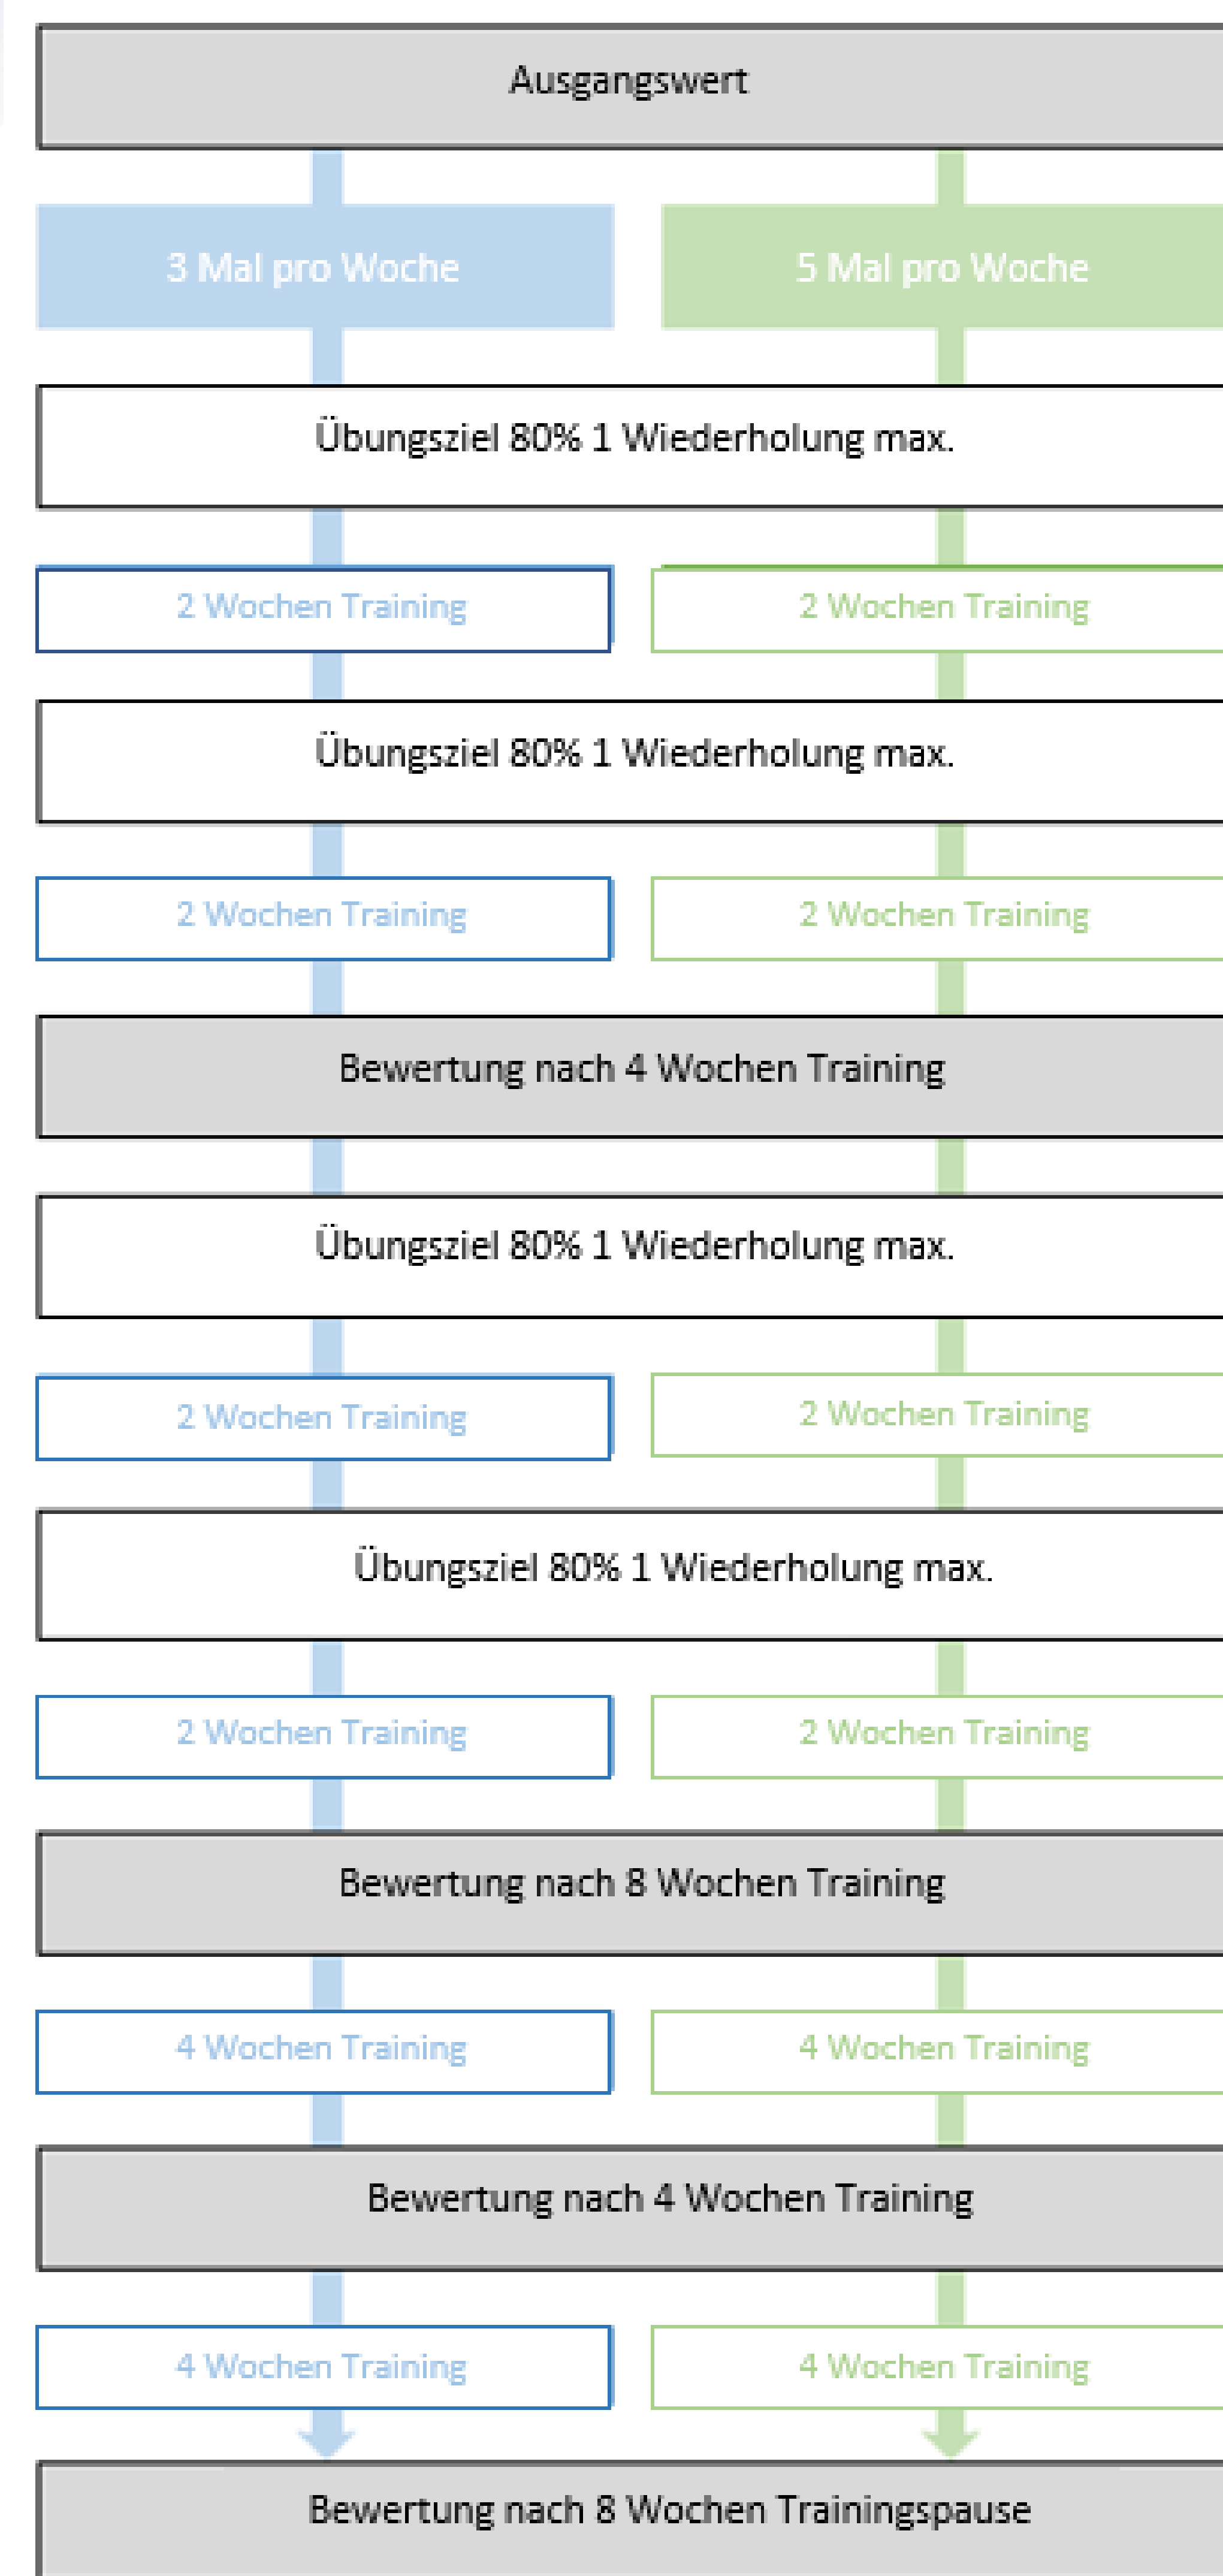 Ausgangswert
3 Mal pro Woche
5 Mal pro Woche
Übungsziel 80% 1 Wiederholung max.
2 Wochen Training
2 Wochen Training
Übungsziel 80% 1 Wiederholung max.
2 Wochen Training
2 Wochen Training
Bewertung nach 4 Wochen Training
Übungsziel 80% 1 Wiederholung max.
2 Wochen Training
2 Wochen Training
Übungsziel 80% 1 Wiederholung max.
2 Wochen Training
2 Wochen Training
Bewertung nach 8 Wochen Training
4 Wochen Training
4 Wochen Training
Bewertung nach 4 Wochen Training
4 Wochen Training
4 Wochen Training
Bewertung nach 8 Wochen Trainingspause